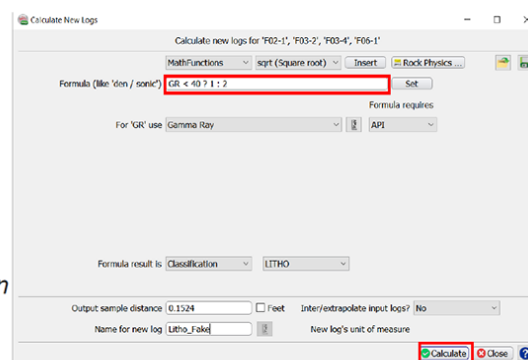 Calculate New Logs
Calculate new logs for 'F02-1', 'F03-2', 'F03-4', 'F06-1'
MathFunctions sqrt (Square root) Insert Rock Physics ...
Formula (like 'den / sonic') GR < 40 ? 1 : 2 Set
Formula requires
For 'GR' use Gamma Ray API
Formula result is Classification LITHO
n
Output sample distance 0.1524 Feet Inter/extrapolate input logs? No
Name for new log Litho_Fake New log's unit of measure
Calculate Close ?